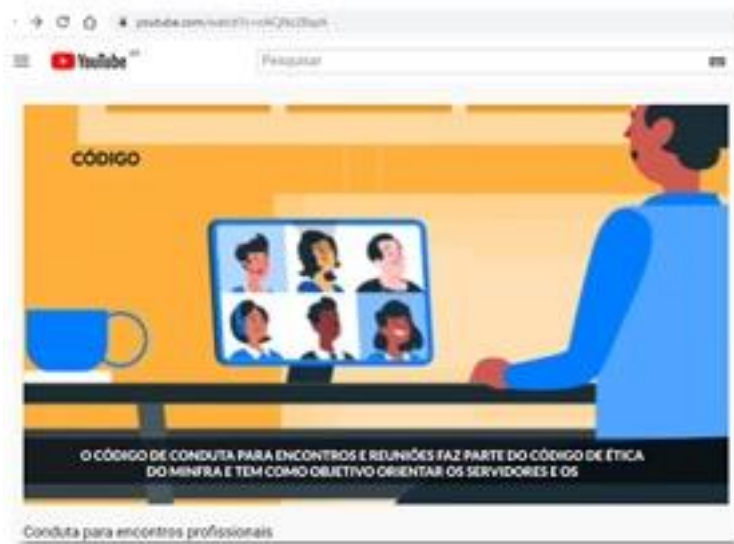 YouTube
Pesquisar
CÓDIGO
O CÓDIGO DE CONDUTA PARA ENCONTROS E REUNIÕES FAZ PARTE DO CÓDIGO DE ÉTICA
DO MINFRA E TEM COMO OBJETIVO ORIENTAR OS SERVIDORES E OS
Conduta para encontros profissionais